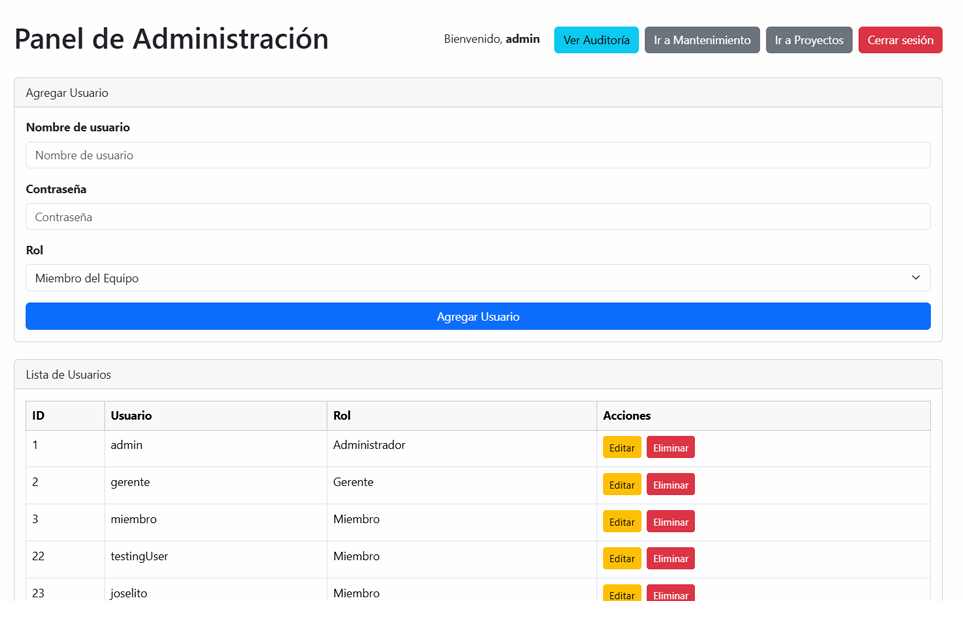 Panel de Administración
Bienvenido, admin
Ver Auditoría
Ir a Mantenimiento
Ir a Proyectos
Cerrar sesión
Agregar Usuario
Nombre de usuario
Nombre de usuario
Contraseña
Contraseña
Rol
Miembro del Equipo
Agregar Usuario
Lista de Usuarios
ID Usuario Rol Acciones
1 admin Administrador Editar Eliminar
2 gerente Gerente Editar Eliminar
3 miembro Miembro Editar Eliminar
22 testingUser Miembro Editar Eliminar
23 joselito Miembro Editar Eliminar